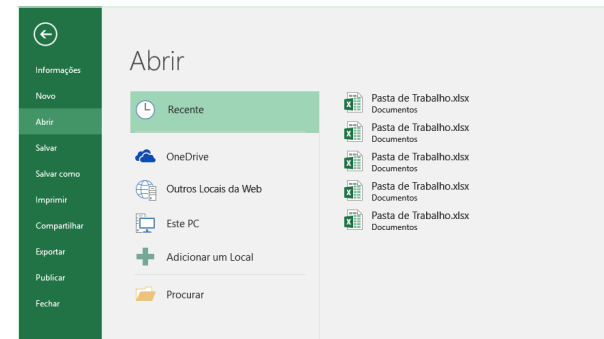 Informações
Novo
Abrir
Salvar
Salvar como
Imprimir
Compartilhar
Exportar
Publicar
Fechar
Abrir
Recente
OneDrive
Outros Locais da Web
Este PC
Adicionar um Local
Procurar
Pasta de Trabalho.xlsx
Documentos
Pasta de Trabalho.xlsx
Documentos
Pasta de Trabalho.xlsx
Documentos
Pasta de Trabalho.xlsx
Documentos
Pasta de Trabalho.xlsx
Documentos